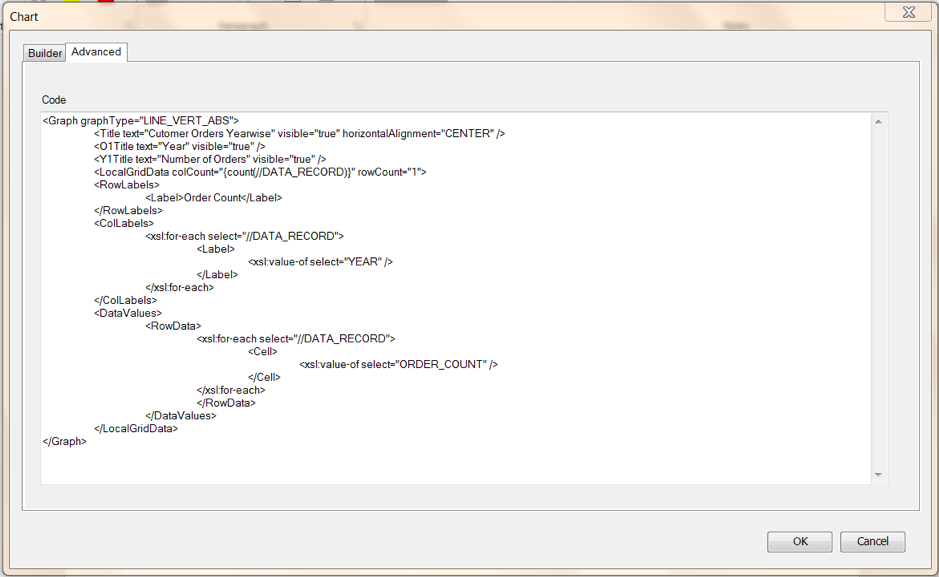 Chart
Builder
Advanced
Code
<Graph graphType="LINE_VERT_ABS">
<Title text="Cutomer Orders Yearwise" visible="true" horizontalAlignment="CENTER" />
<O1Title text="Year" visible="true" />
<Y1Title text="Number of Orders" visible="true" />
<LocalGridData colCount="{count(//DATA_RECORD)}" rowCount="1">
<RowLabels>
<Label>Order Count</Label>
</RowLabels>
<ColLabels>
<xsl:for-each select="//DATA_RECORD">
<Label>
<xsl:value-of select="YEAR" />
</Label>
</xsl:for-each>
</ColLabels>
<DataValues>
<RowData>
<xsl:for-each select="//DATA_RECORD">
<Cell>
<xsl:value-of select="ORDER_COUNT" />
</Cell>
</xsl:for-each>
</RowData>
</DataValues>
</LocalGridData>
</Graph>
OK
Cancel